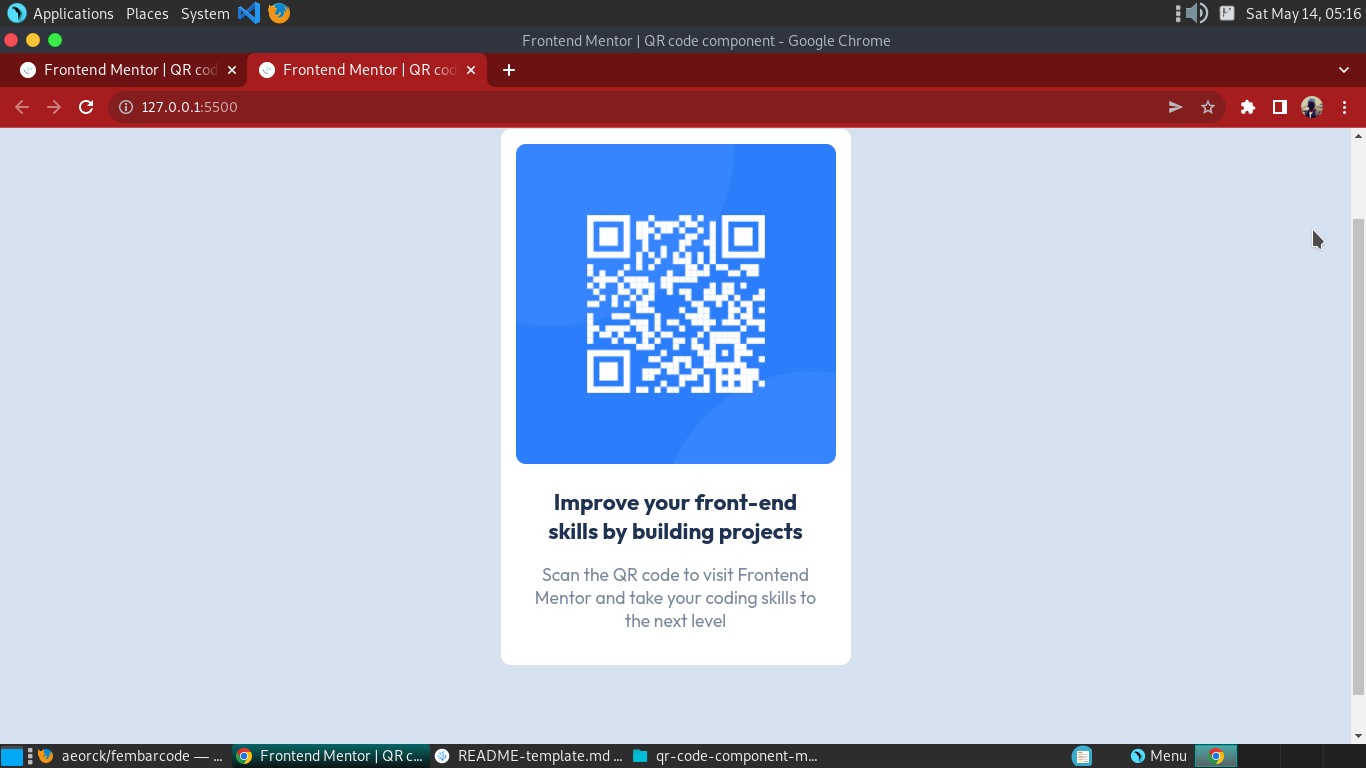 Applications Places System Sat May 14, 05:16
Frontend Mentor | QR code component - Google Chrome
Frontend Mentor | QR cod Frontend Mentor | QR cod
127.0.0.1:5500
Improve your front-end
skills by building projects
Scan the QR code to visit Frontend
Mentor and take your coding skills to
the next level
aeorck/fembarcode — ... Frontend Mentor | QR c... README-template.md ... qr-code-component-m... Menu